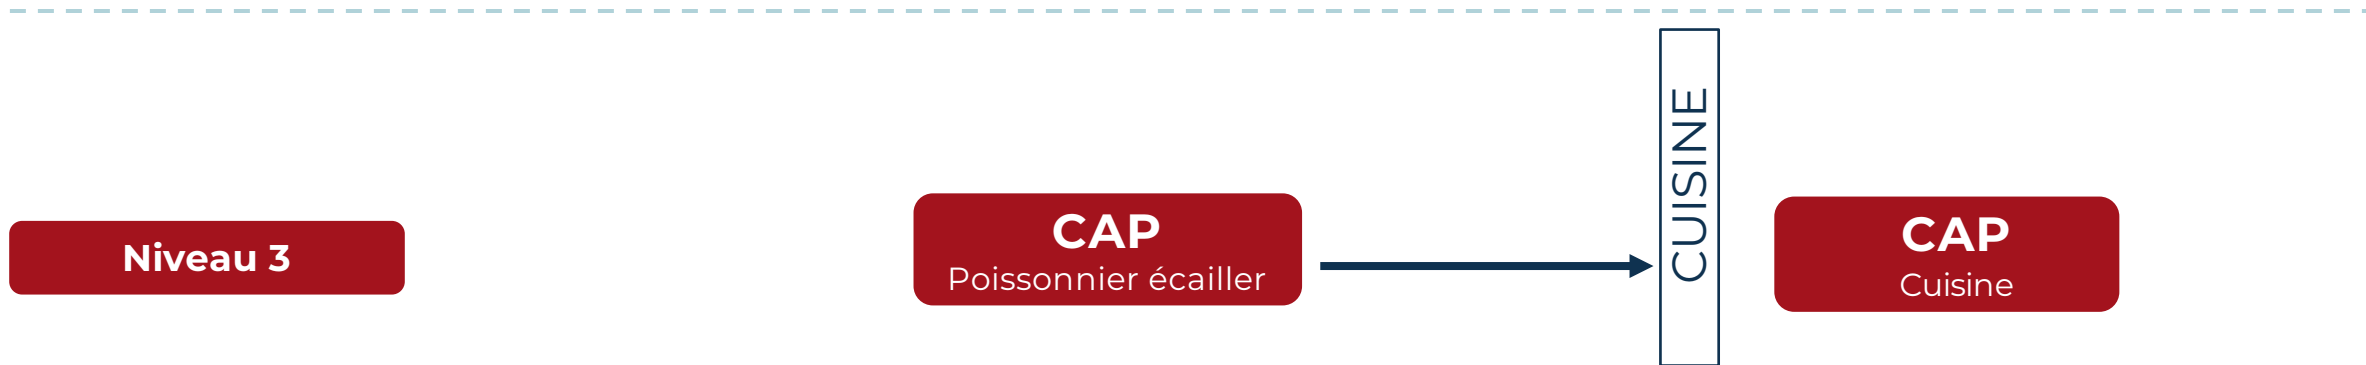 Niveau 3
CAP
Poissonnier écailler
CUISINE
CAP
Cuisine